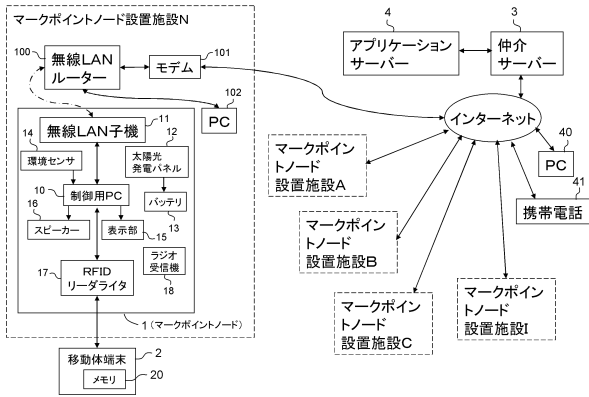 マークポイントノード設置施設N
100
無線LAN
ルーター
モデム
101
102
PC
無線LAN子機
11
14
環境センサ
12
太陽光
発電パネル
10
制御用PC
バッテリ
13
16
スピーカー
表示部
15
17
RFID
リーダライタ
ラジオ
受信機
18
1(マークポイントノード)
移動体端末
2
メモリ
20
4
アプリケーション
サーバー
3
仲介
サーバー
インターネット
40
PC
41
携帯電話
マークポイン
トノード
設置施設A
マークポイン
トノード
設置施設B
マークポイン
トノード
設置施設C
マークポイン
トノード
設置施設I